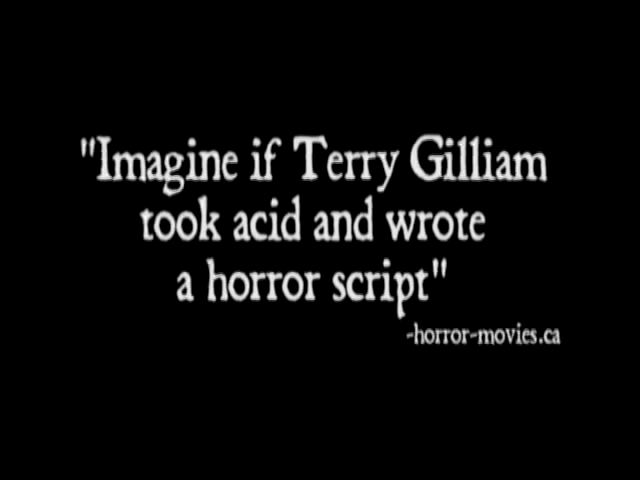 "Imagine if Terry Gilliam
took acid and wrote
a horror script"
-horror-movies.ca